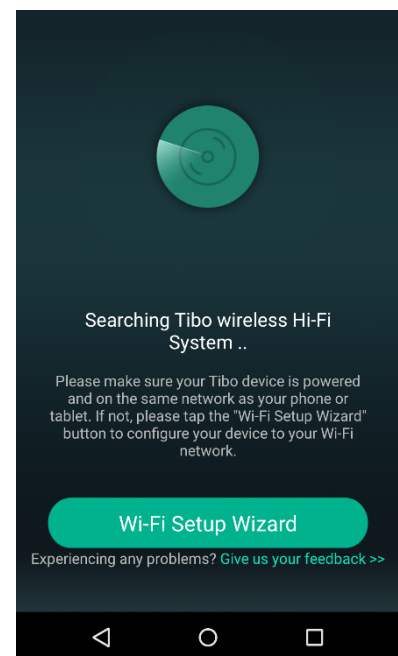 Searching Tibo wireless Hi-Fi
System ..
Please make sure your Tibo device is powered
and on the same network as your phone or
tablet. If not, please tap the "Wi-Fi Setup Wizard"
button to configure your device to your Wi-Fi
network.
Wi-Fi Setup Wizard
Experiencing any problems? Give us your feedback >>